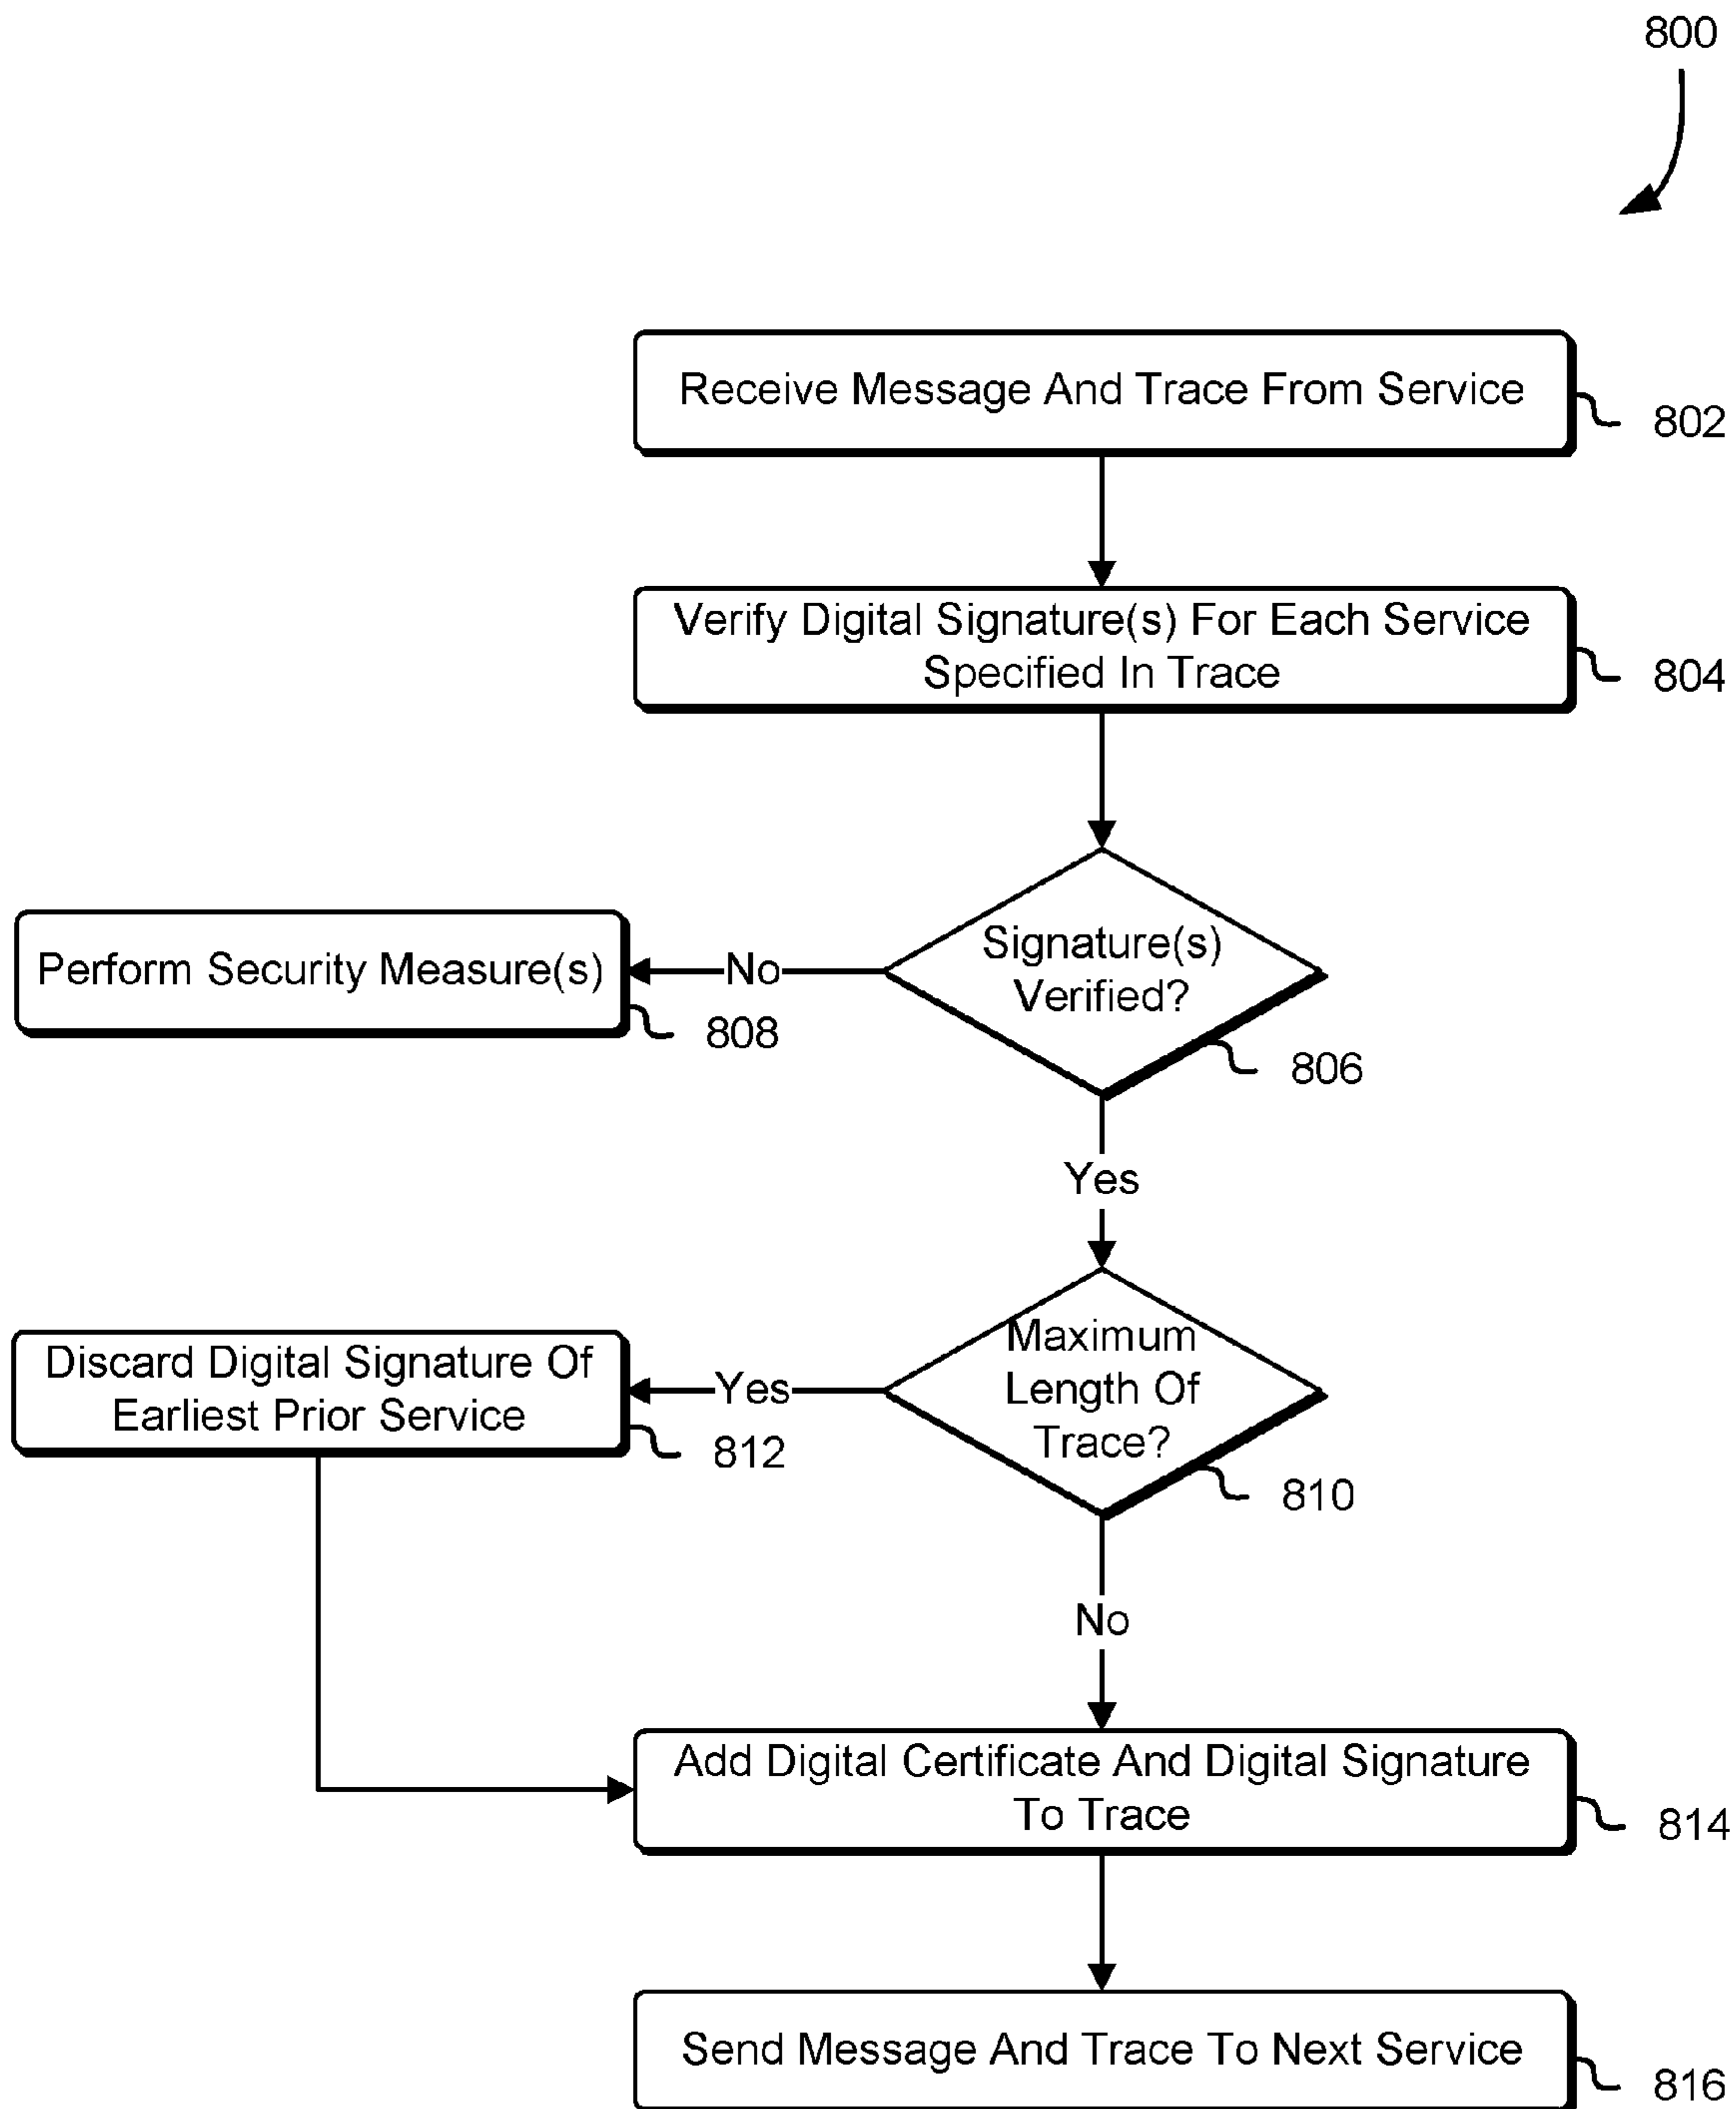 800
Receive Message And Trace From Service
802
Verify Digital Signature(s) For Each Service
Specified In Trace
804
Signature(s)
Verified?
806
No
Perform Security Measure(s)
808
Yes
Maximum
Length Of
Trace?
810
Yes
Discard Digital Signature Of
Earliest Prior Service
812
No
Add Digital Certificate And Digital Signature
To Trace
814
Send Message And Trace To Next Service
816